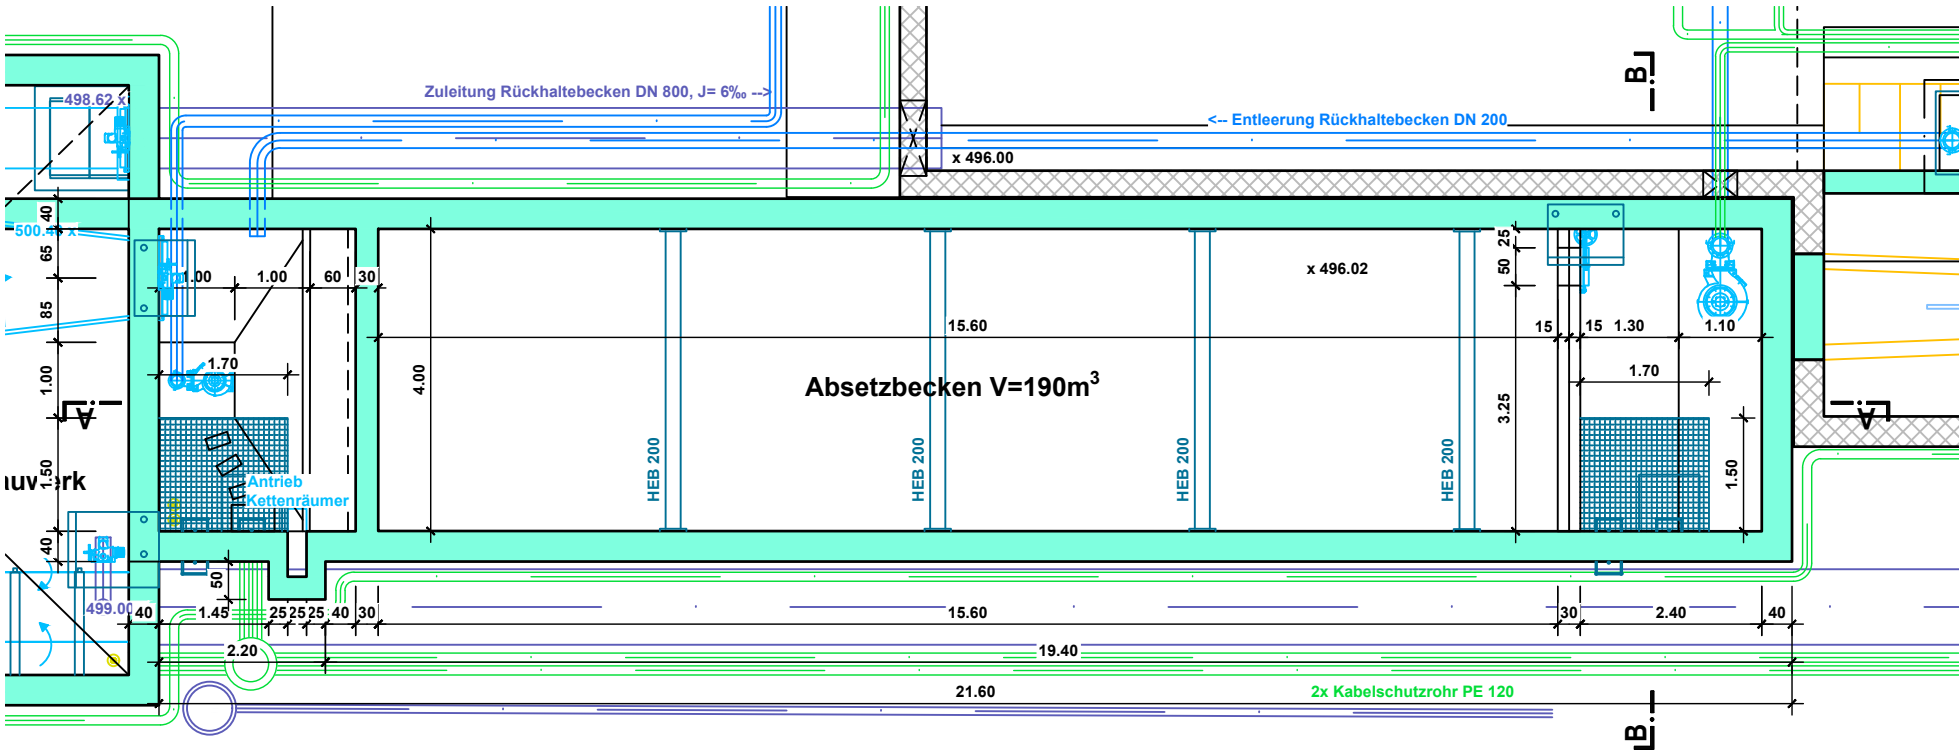 498.62 x
Zuleitung Rückhaltebecken DN 800, J= 6‰ -->
<-- Entleerung Rückhaltebecken DN 200
B
x 496.00
40
65
85
1.00
1.50
40
1.00
1.00
60
30
4.00
x 496.02
25
50
15.60
15
15
1.30
1.10
1.70
1.70
Absetzbecken V=190m³
3.25
1.50
A
A
HEB 200
HEB 200
HEB 200
HEB 200
Antrieb
Kettenräumer
50
499.00
40
1.45
25
25
25
40
30
15.60
30
2.40
40
2.20
19.40
21.60
2x Kabelschutzrohr PE 120
B